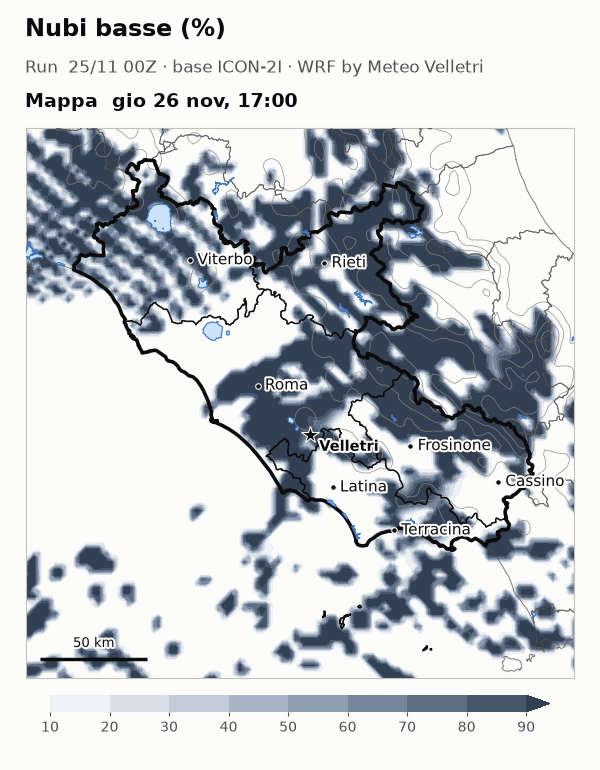 Nubi basse (%)
Run  25/11 00Z · base ICON-2I · WRF by Meteo Velletri
Mappa  gio 26 nov, 17:00
Viterbo
Rieti
Roma
Velletri
Frosinone
Latina
Cassino
Terracina
50 km
10 20 30 40 50 60 70 80 90